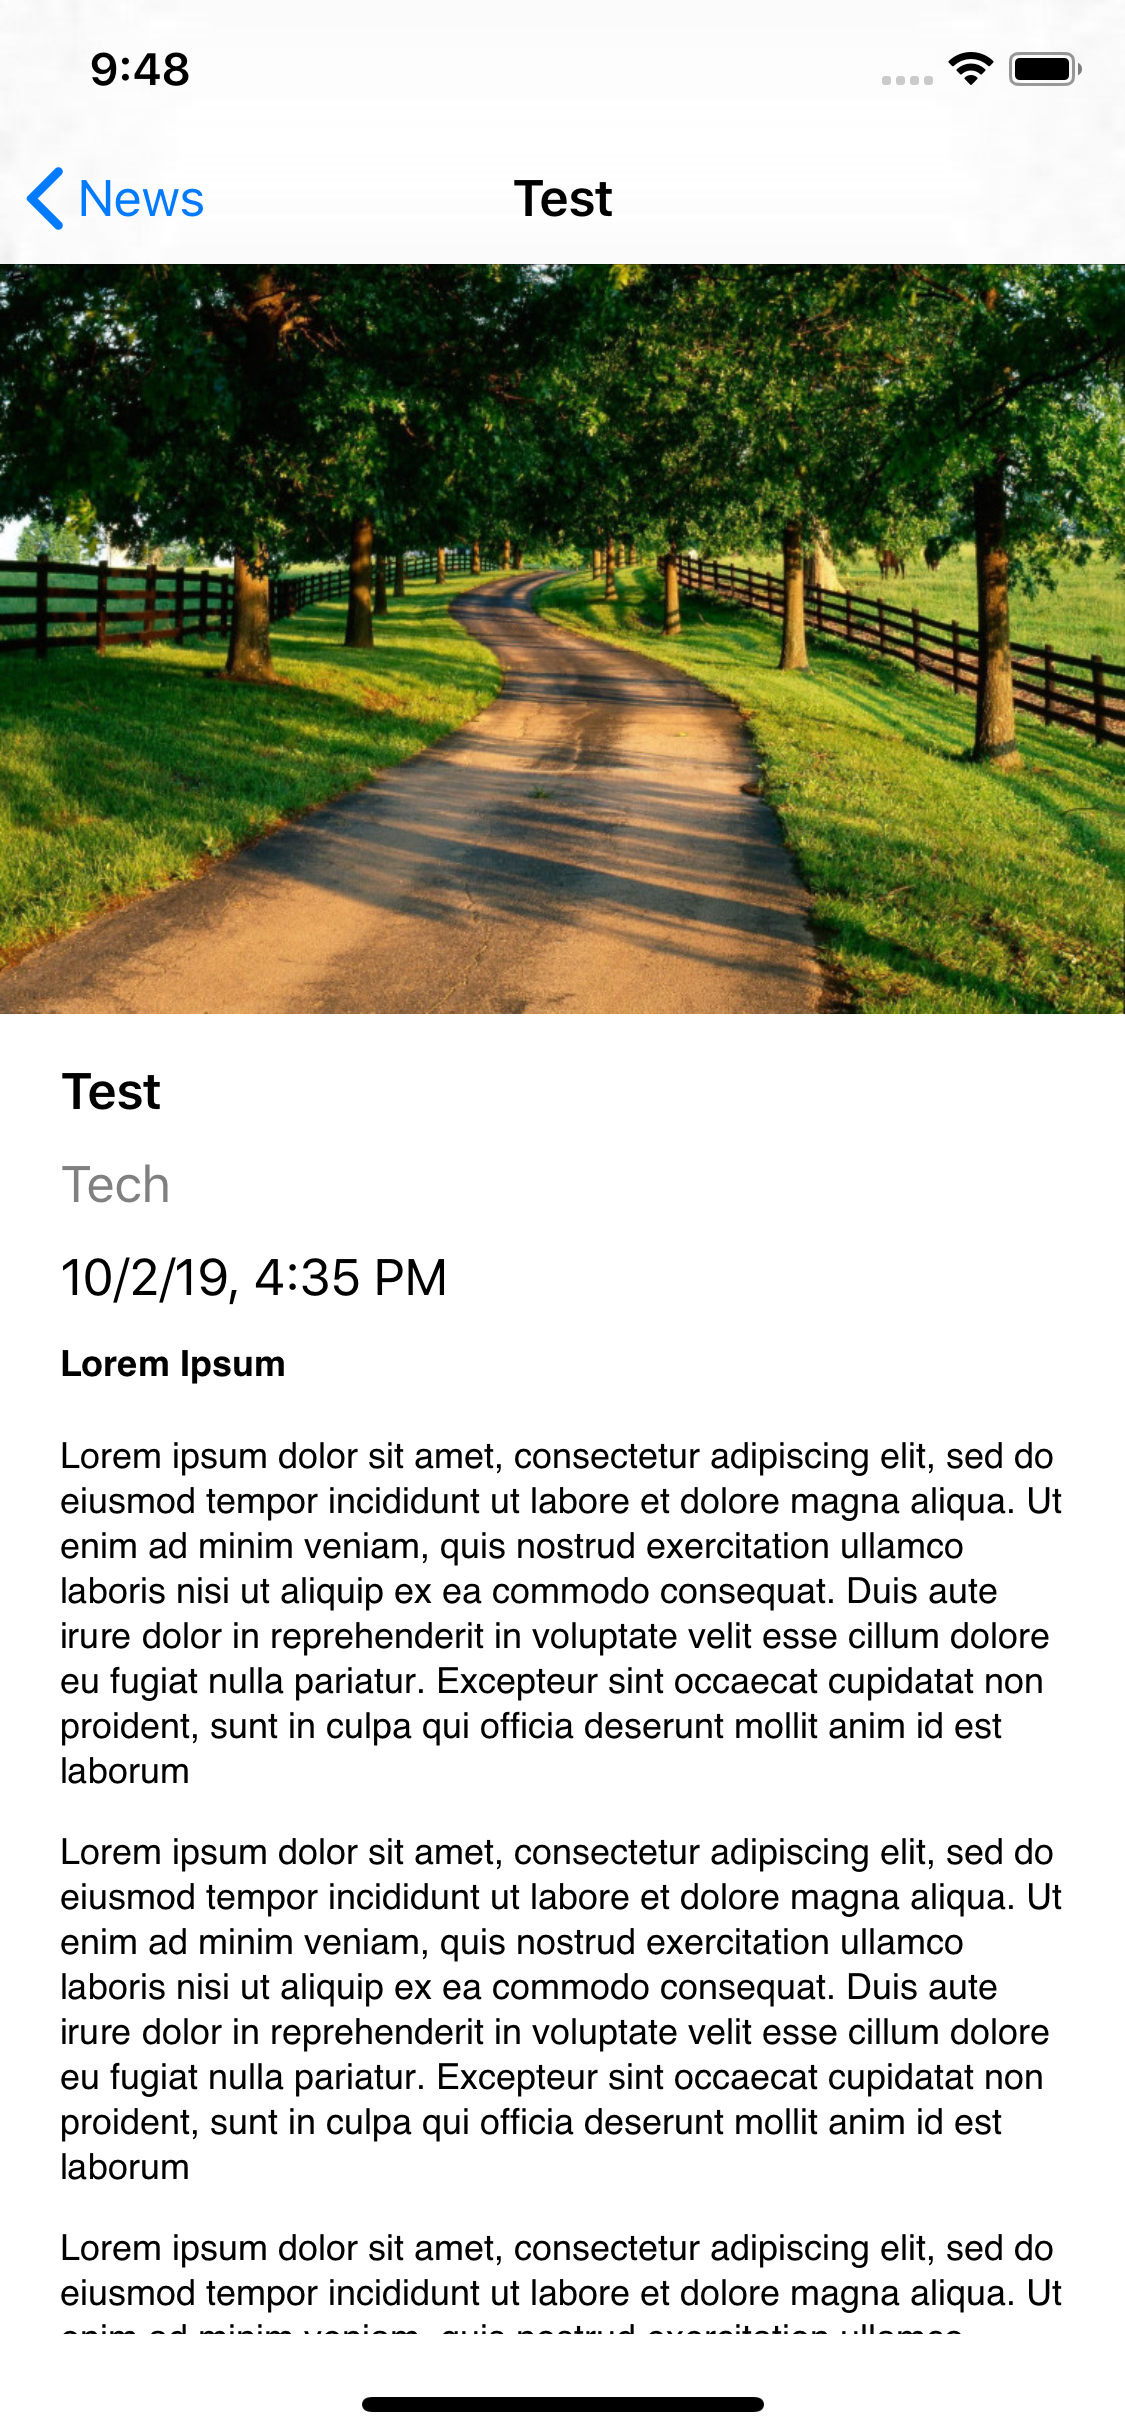 9:48
News
Test
Test
Tech
10/2/19, 4:35 PM
Lorem Ipsum
Lorem ipsum dolor sit amet, consectetur adipiscing elit, sed do
eiusmod tempor incididunt ut labore et dolore magna aliqua. Ut
enim ad minim veniam, quis nostrud exercitation ullamco
laboris nisi ut aliquip ex ea commodo consequat. Duis aute
irure dolor in reprehenderit in voluptate velit esse cillum dolore
eu fugiat nulla pariatur. Excepteur sint occaecat cupidatat non
proident, sunt in culpa qui officia deserunt mollit anim id est
laborum
Lorem ipsum dolor sit amet, consectetur adipiscing elit, sed do
eiusmod tempor incididunt ut labore et dolore magna aliqua. Ut
enim ad minim veniam, quis nostrud exercitation ullamco
laboris nisi ut aliquip ex ea commodo consequat. Duis aute
irure dolor in reprehenderit in voluptate velit esse cillum dolore
eu fugiat nulla pariatur. Excepteur sint occaecat cupidatat non
proident, sunt in culpa qui officia deserunt mollit anim id est
laborum
Lorem ipsum dolor sit amet, consectetur adipiscing elit, sed do
eiusmod tempor incididunt ut labore et dolore magna aliqua. Ut